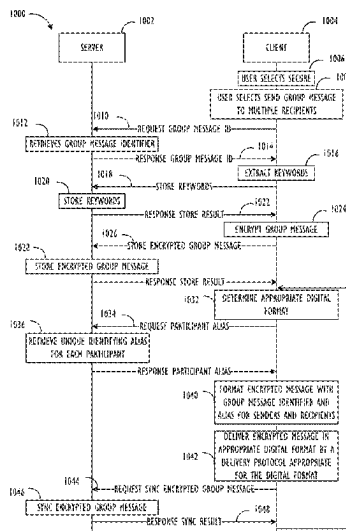 1000
1002
1004
SERVER
CLIENT
1006
USER SELECTS SECURE
USER SELECTS SEND GROUP MESSAGE
TO MULTIPLE RECIPIENTS
1010
REQUEST GROUP MESSAGE ID
1012
RETRIEVES GROUP MESSAGE IDENTIFIER
1014
RESPONSE GROUP MESSAGE ID
1016
EXTRACT KEYWORDS
1018
STORE KEYWORDS
1020
STORE KEYWORDS
1022
RESPONSE STORE RESULT
1024
ENCRYPT GROUP MESSAGE
1026
STORE ENCRYPTED GROUP MESSAGE
1028
STORE ENCRYPTED GROUP MESSAGE
RESPONSE STORE RESULT
1032
DETERMINE APPROPRIATE DIGITAL
FORMAT
1034
REQUEST PARTICIPANT ALIAS
1036
RETRIEVE UNIQUE IDENTIFYING ALIAS
FOR EACH PARTICIPANT
RESPONSE PARTICIPANT ALIAS
1040
FORMAT ENCRYPTED MESSAGE WITH
GROUP MESSAGE IDENTIFIED AND
ALIAS FOR SENDERS AND RECIPIENTS
1042
DELIVER ENCRYPTED MESSAGE IN
APPROPRIATE DIGITAL FORMAT BY A
DELIVERY PROTOCOL APPROPRIATE
FOR THE DIGITAL FORMAT
1044
REQUEST SYNC ENCRYPTED GROUP MESSAGE
1046
SYNC ENCRYPTED GROUP MESSAGE
1048
RESPONSE SYNC RESULT